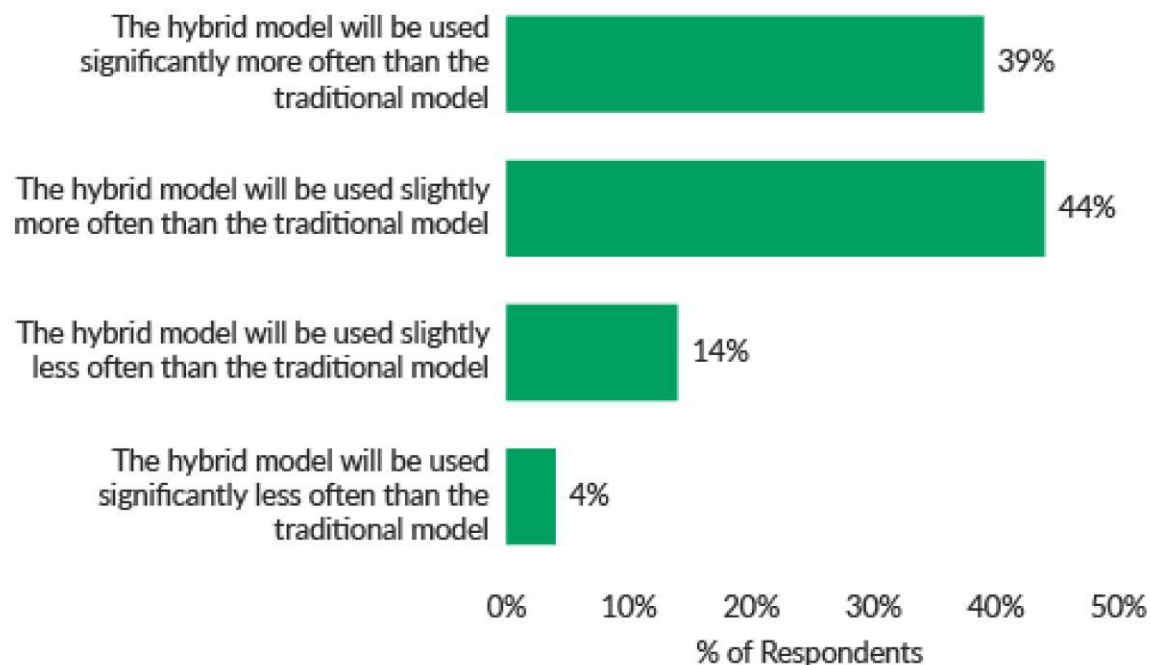 The hybrid model will be used
significantly more often than the
traditional model
39%
The hybrid model will be used slightly
more often than the traditional model
44%
The hybrid model will be used slightly
less often than the traditional model
14%
The hybrid model will be used
significantly less often than the
traditional model
4%
0% 10% 20% 30% 40% 50%
% of Respondents